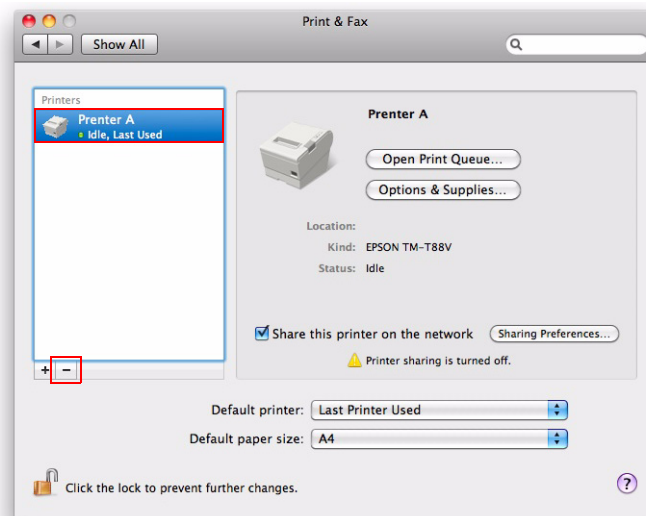 Print & Fax
Show All
Printers
Prenter A
Idle, Last Used
+ −
Prenter A
Open Print Queue...
Options & Supplies...
Location:
Kind: EPSON TM-T88V
Status: Idle
Share this printer on the network Sharing Preferences...
Printer sharing is turned off.
Default printer: Last Printer Used
Default paper size: A4
Click the lock to prevent further changes.
?